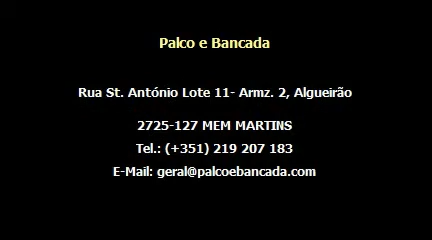 Palco e Bancada
Rua St. António Lote 11- Armz. 2, Algueirão
2725-127 MEM MARTINS
Tel.: (+351) 219 207 183
E-Mail: geral@palcoebancada.com